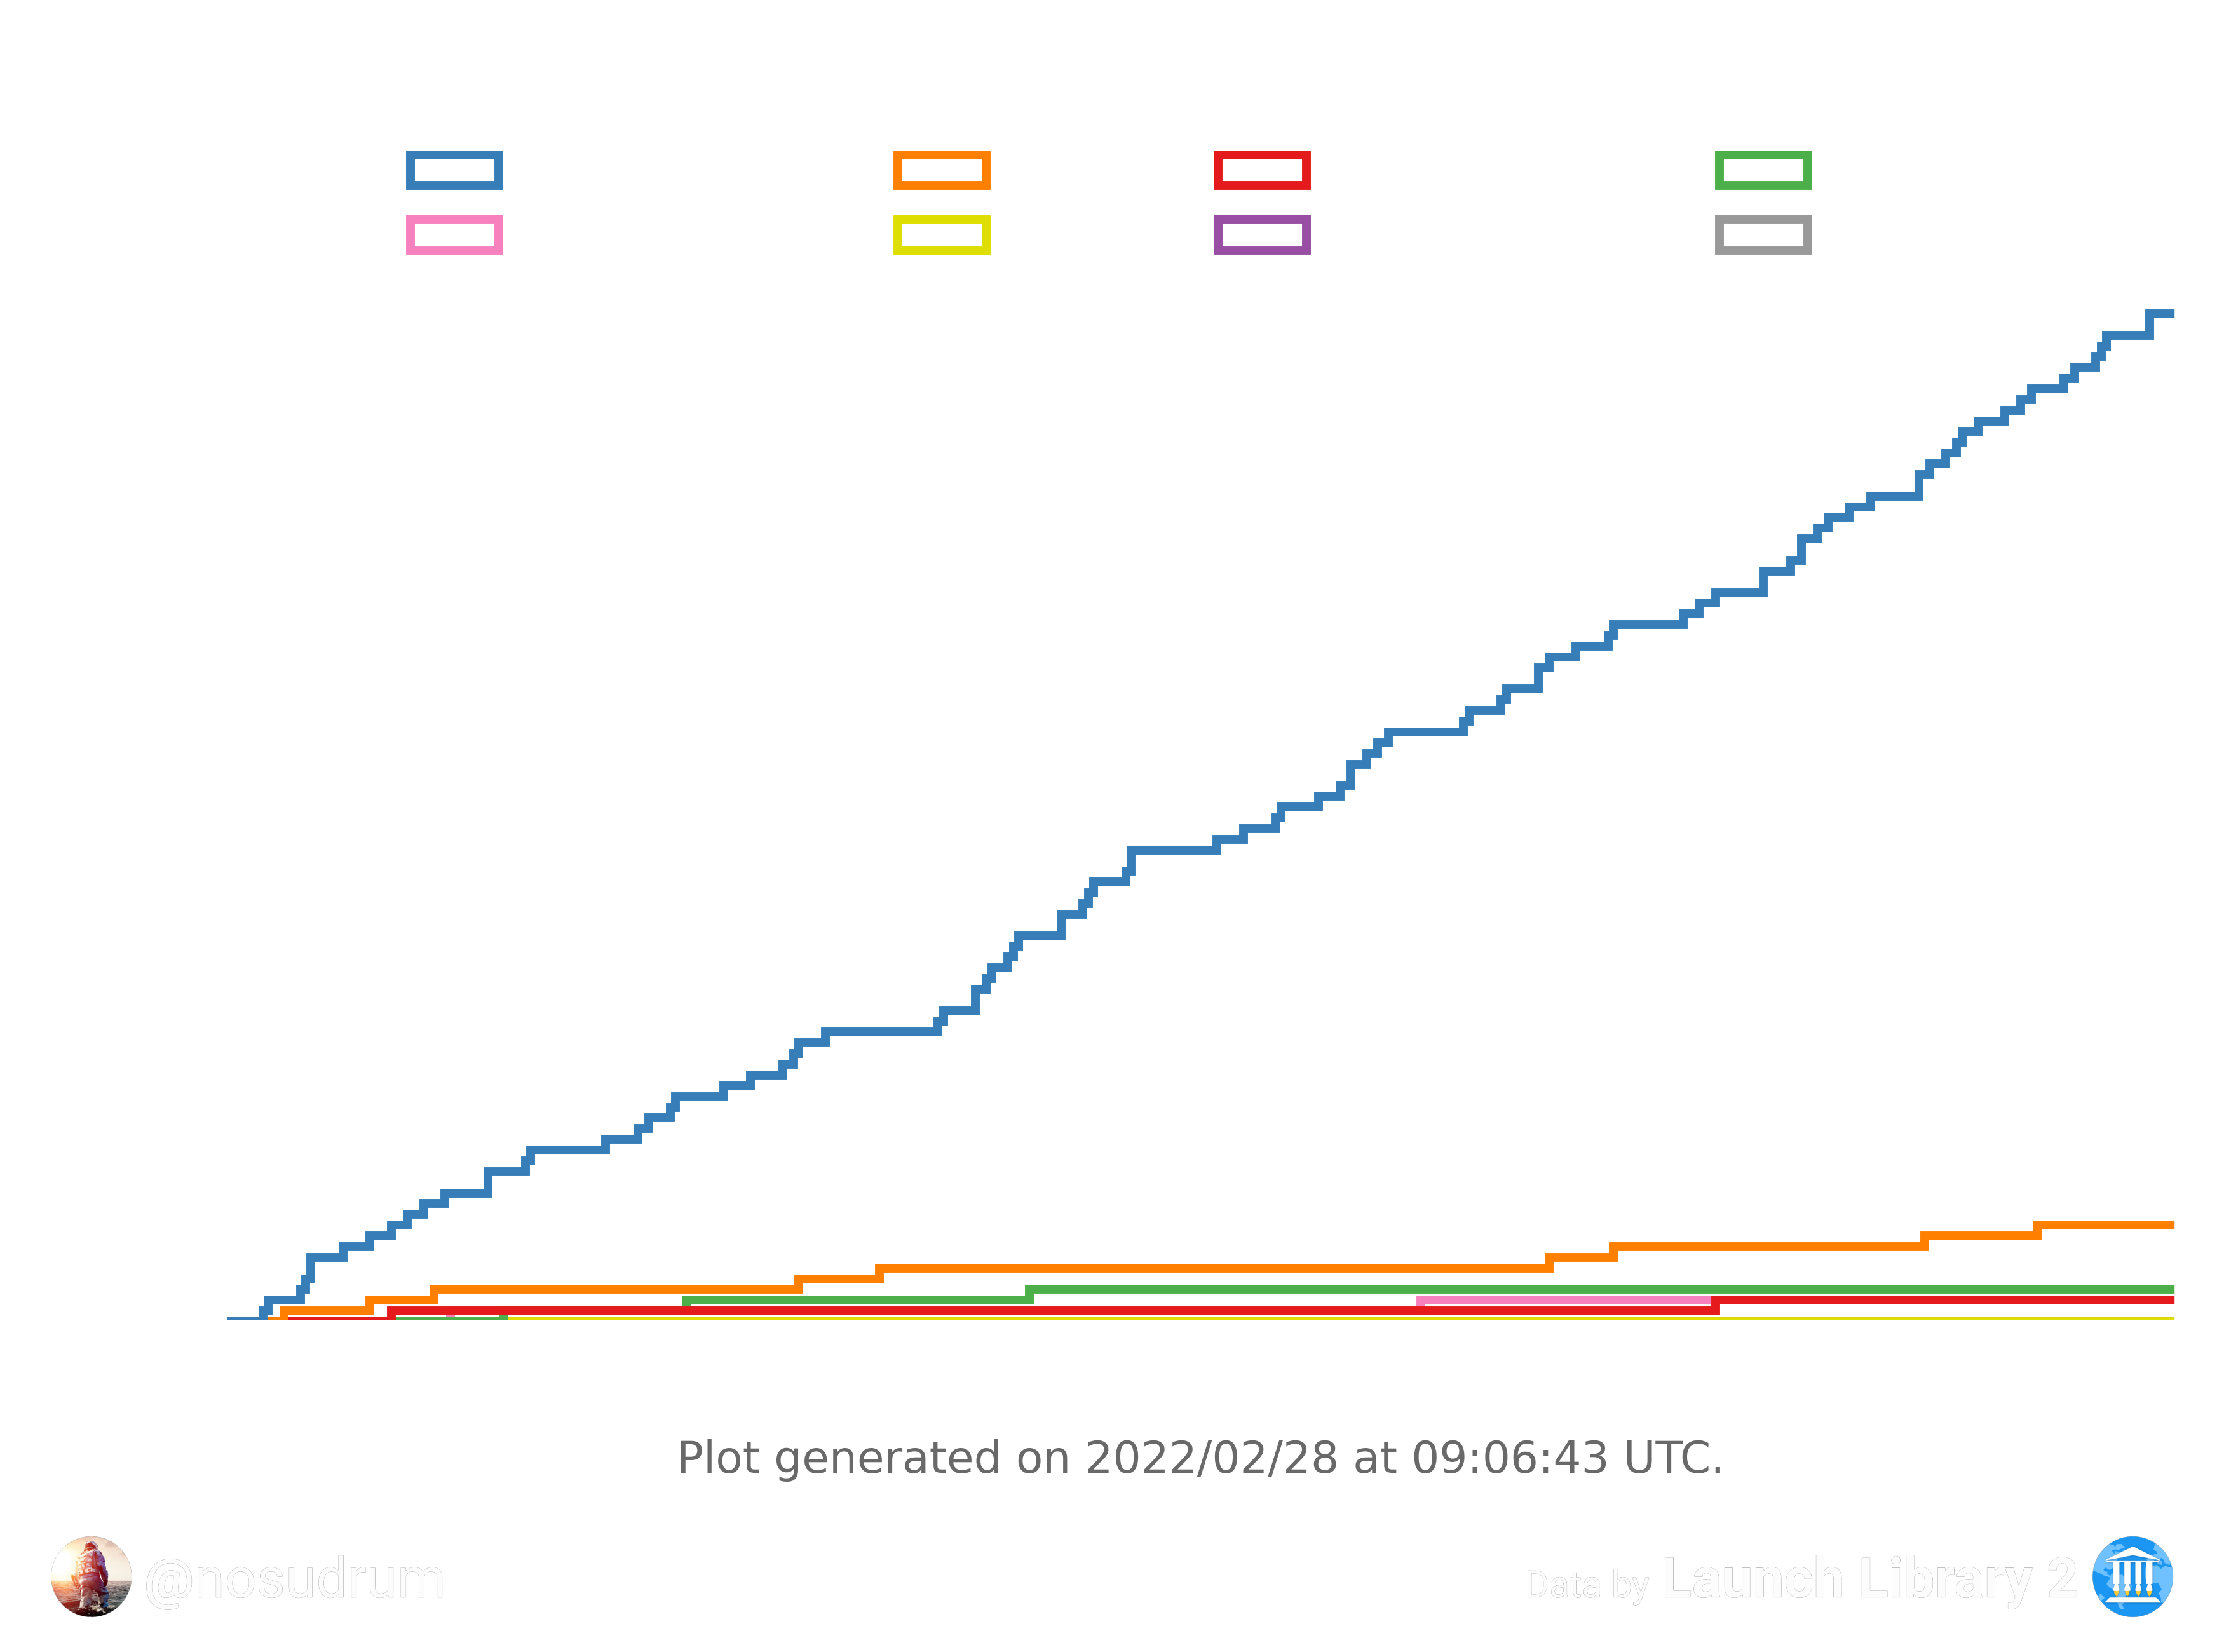 Plot generated on 2022/02/28 at 09:06:43 UTC.
@nosudrum
Data by Launch Library 2